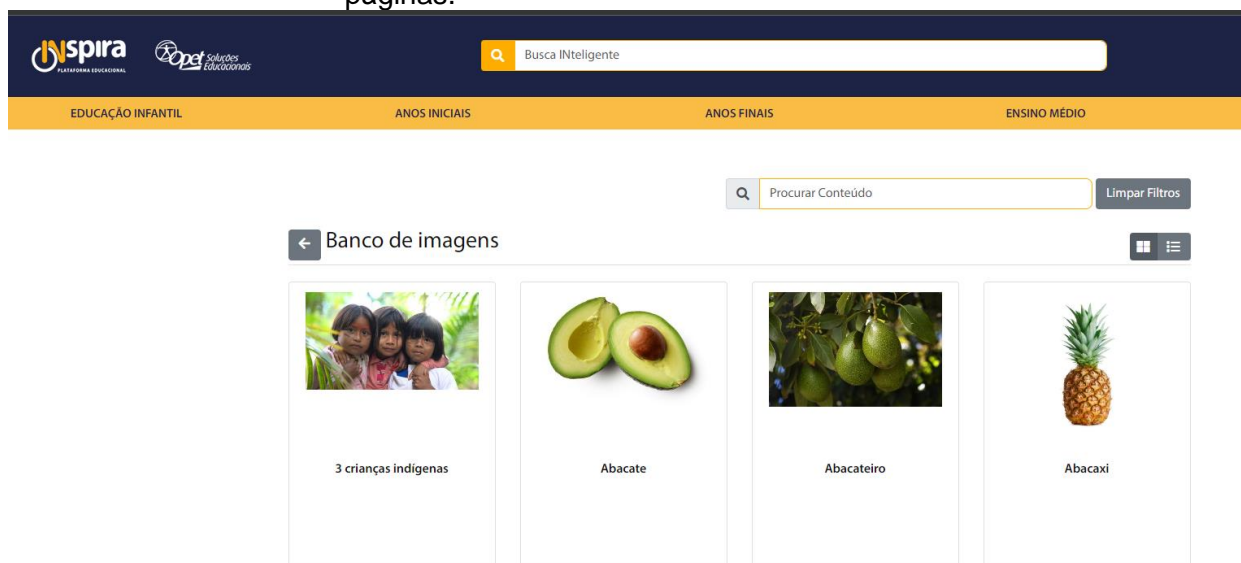 páginas.
INspira
PLATAFORMA EDUCACIONAL
Opet Soluções
Educacionais
Busca INteligente
EDUCAÇÃO INFANTIL
ANOS INICIAIS
ANOS FINAIS
ENSINO MÉDIO
Procurar Conteúdo
Limpar Filtros
Banco de imagens
3 crianças indígenas
Abacate
Abacateiro
Abacaxi